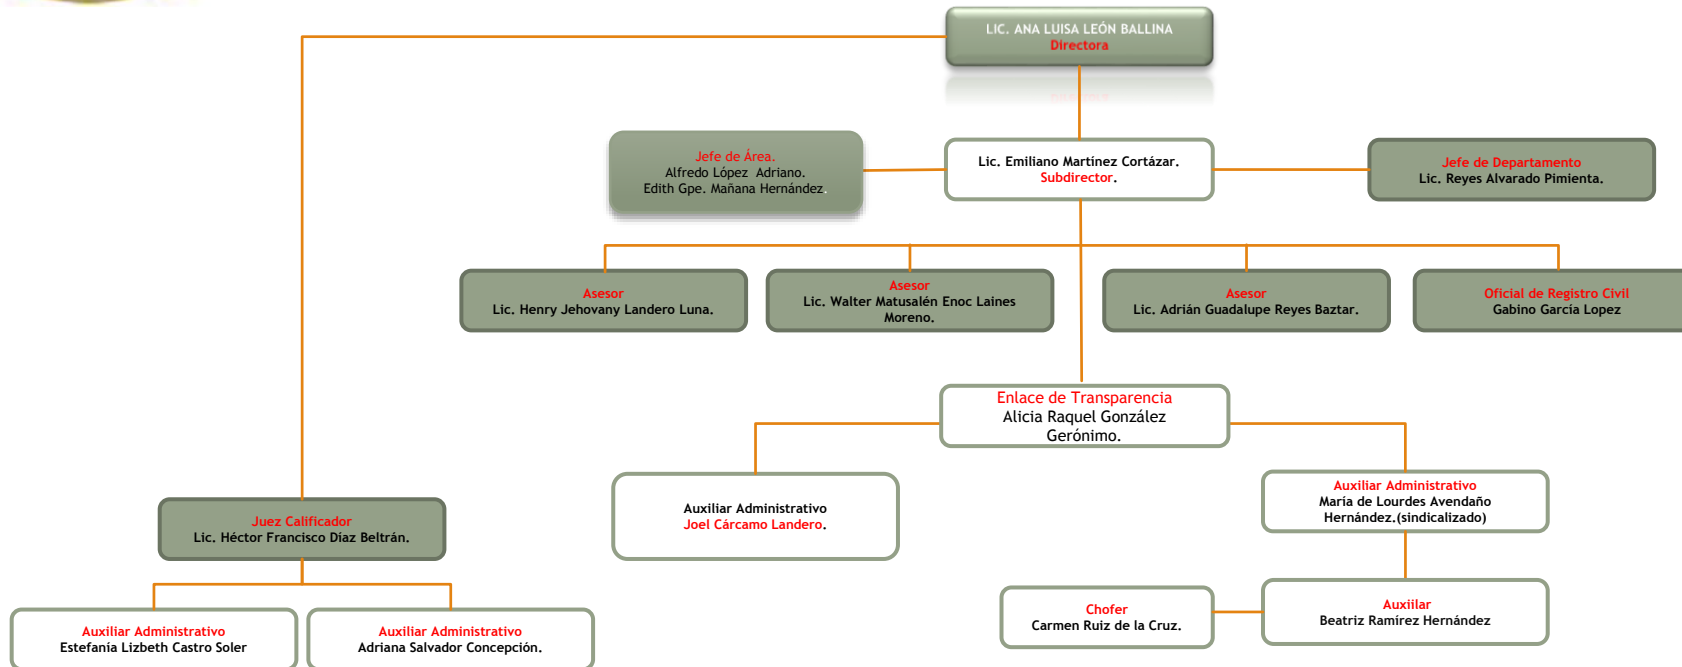 LIC. ANA LUISA LEÓN BALLINA
Directora
Jefe de Área.
Alfredo López Adriano.
Edith Gpe. Mañana Hernández.
Lic. Emiliano Martínez Cortázar.
Subdirector.
Jefe de Departamento
Lic. Reyes Alvarado Pimienta.
Asesor
Lic. Henry Jehovany Landero Luna.
Asesor
Lic. Walter Matusalén Enoc Laines
Moreno.
Asesor
Lic. Adrián Guadalupe Reyes Baztar.
Oficial de Registro Civil
Gabino García Lopez
Enlace de Transparencia
Alicia Raquel González
Gerónimo.
Auxiliar Administrativo
Joel Cárcamo Landero.
Auxiliar Administrativo
María de Lourdes Avendaño
Hernández.(sindicalizado)
Juez Calificador
Lic. Héctor Francisco Díaz Beltrán.
Chofer
Carmen Ruiz de la Cruz.
Auxiilar
Beatriz Ramírez Hernández
Auxiliar Administrativo
Estefanía Lizbeth Castro Soler
Auxiliar Administrativo
Adriana Salvador Concepción.